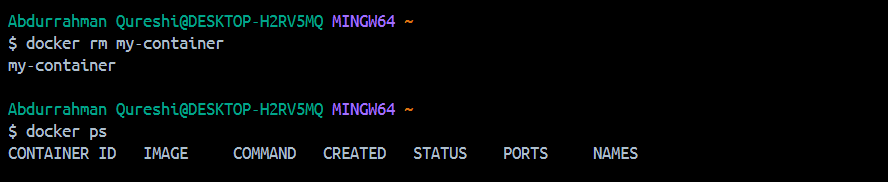 Abdurrahman Qureshi@DESKTOP-H2RV5MQ MINGW64 ~
$ docker rm my-container
my-container
Abdurrahman Qureshi@DESKTOP-H2RV5MQ MINGW64 ~
$ docker ps
CONTAINER ID   IMAGE     COMMAND   CREATED   STATUS    PORTS     NAMES